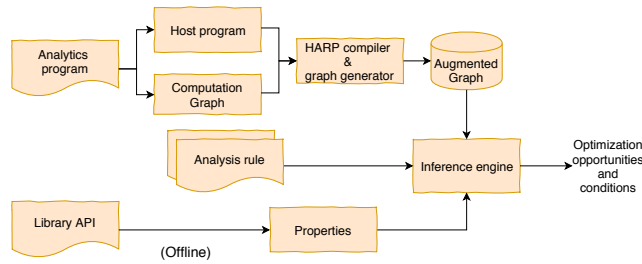 Analytics
program
Host program
Computation
Graph
HARP compiler
&
graph generator
Augmented
Graph
Analysis rule
Inference engine
Optimization
opportunities
and
conditions
Library API
(Offline)
Properties